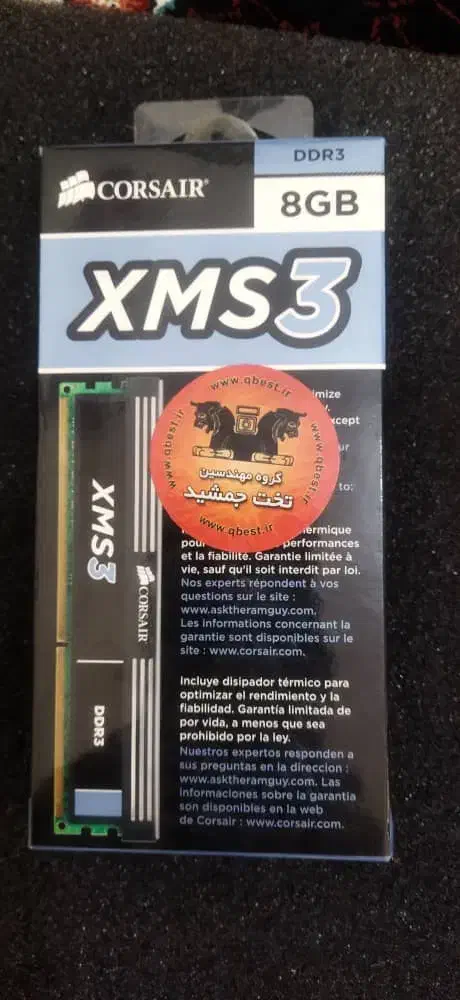 DDR3
CORSAIR
8GB
XMS3
www.qbest.ir
www.qbest.ir
www.qbest.ir
www.qbest.ir
گروه مهندسین
تخت جمشید
XMS3
CORSAIR
DDR3
to:
performances
et la fiabilité. Garantie limitée à
vie, sauf qu'il soit interdit par loi.
Nos experts répondent à vos
questions sur le site :
www.asktheramguy.com.
Les informations concernant la
garantie sont disponibles sur le
site : www.corsair.com.
Incluye disipador térmico para
optimizar el rendimiento y la
fiabilidad. Garantía limitada de
por vida, a menos que sea
prohibido por la ley.
Nuestros expertos responden a
sus preguntas en la direccion :
www.asktheramguy.com. Las
informaciones sobre la garantia
son disponibles en la web
de Corsair : www.corsair.com.